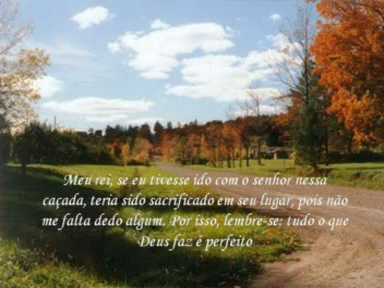 Meu rei, se eu tivesse ido com o senhor nessa
caçada, teria sido sacrificado em seu lugar, pois não
me falta dedo algum. Por isso, lembre-se: tudo o que
Deus faz é perfeito